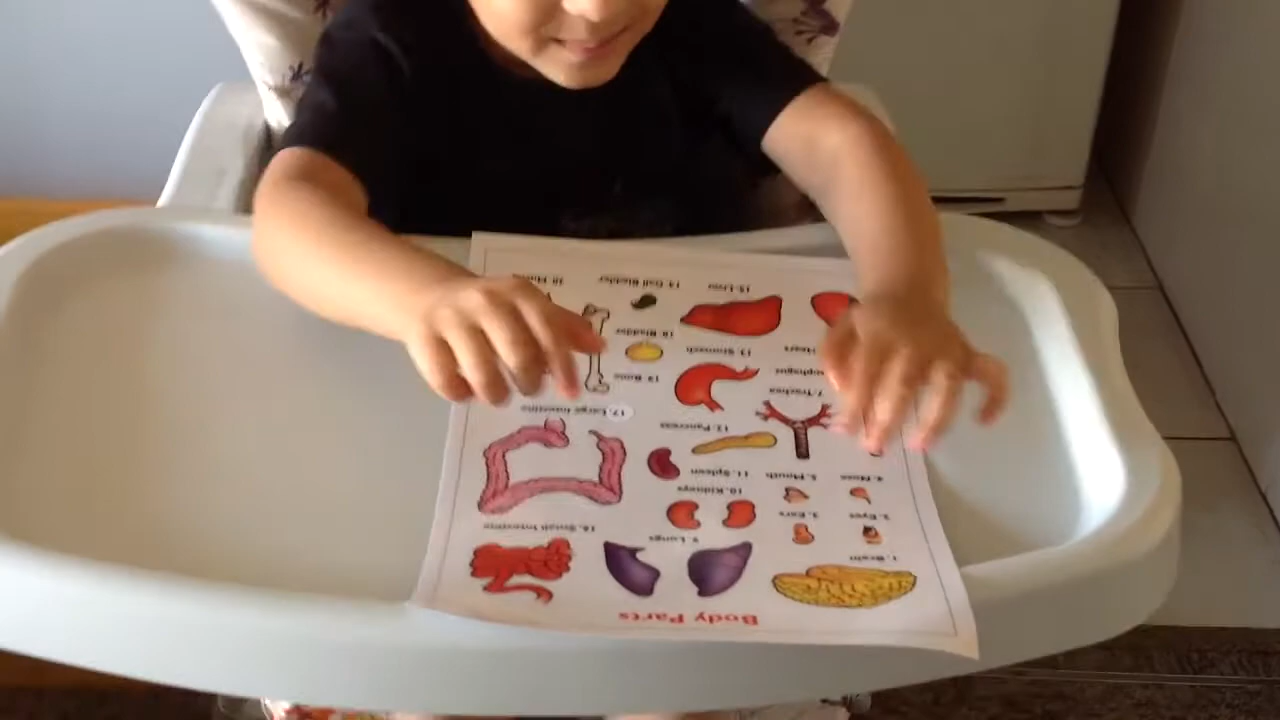 Body Parts
1. Brain
2. Eyes
3. Ears
4. Nose
5. Mouth
7. Trachea
Heart
9. Lungs
10. Kidneys
11. Spleen
12. Pancreas
13. Stomach
14. Gall Bladder
15. Liver
16. Small Intestine
17. Large Intestine
18. Bladder
19. Bone